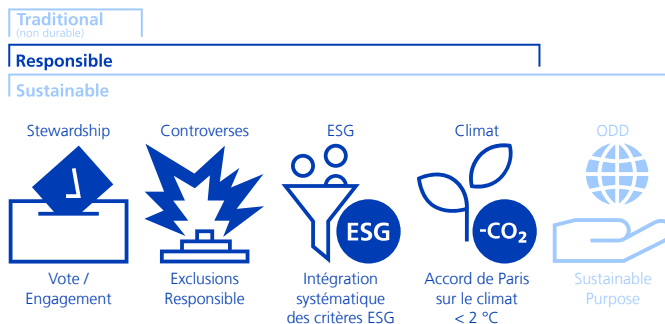 Traditional
(non durable)
Responsible
Sustainable
Stewardship
Controverses
ESG
Climat
ODD
ESG
-CO₂
Vote /
Engagement
Exclusions
Responsible
Intégration
systématique
des critères ESG
Accord de Paris
sur le climat
< 2 °C
Sustainable
Purpose